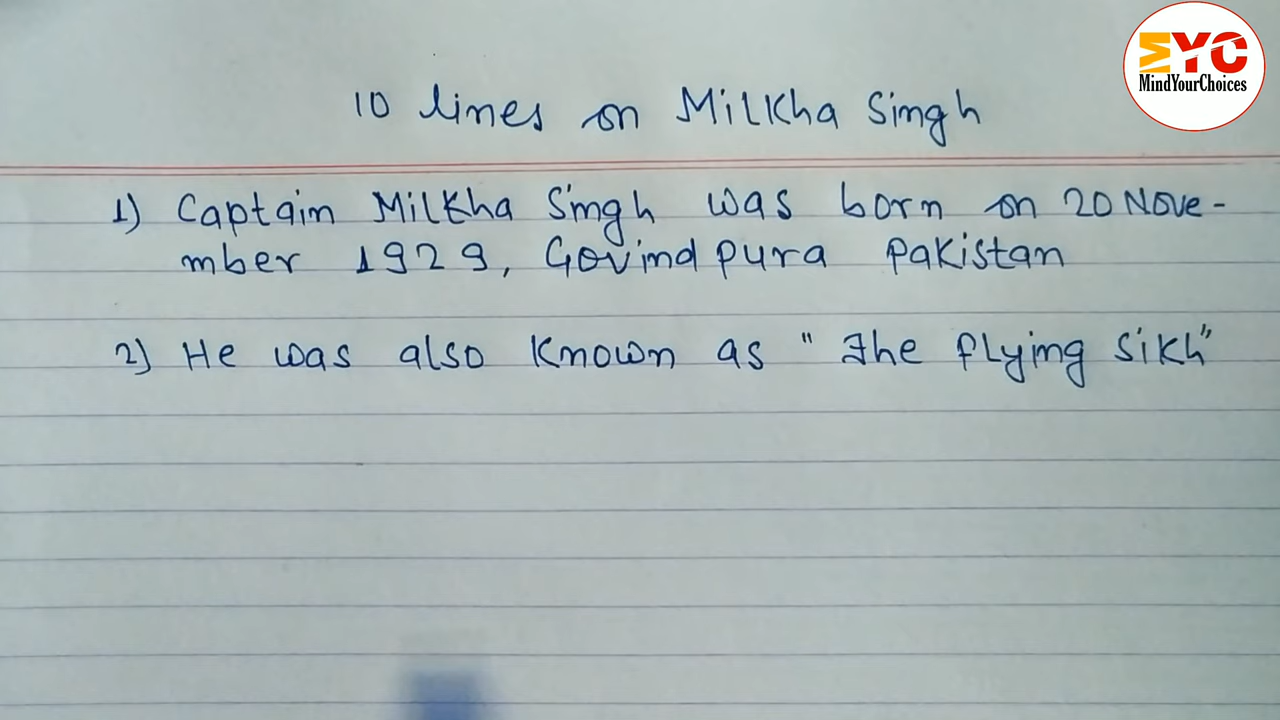 MYC
MindYourChoices
10 lines on Milkha Singh
1) Captain Milkha Singh was born on 20 Nove-
mber 1929, Govindpura Pakistan
2) He was also known as "The flying Sikh"